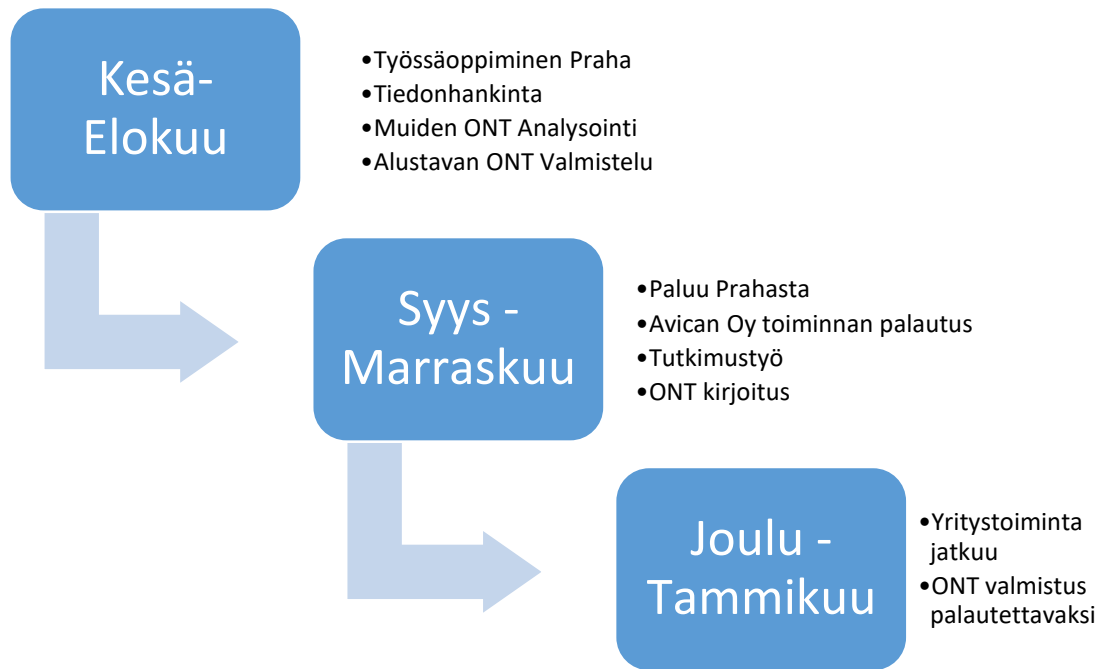 Kesä-
Elokuu
•Työssäoppiminen Praha
•Tiedonhankinta
•Muiden ONT Analysointi
•Alustavan ONT Valmistelu
Syys -
Marraskuu
•Paluu Prahasta
•Avican Oy toiminnan palautus
•Tutkimustyö
•ONT kirjoitus
Joulu -
Tammikuu
•Yritystoiminta
jatkuu
•ONT valmistus
palautettavaksi